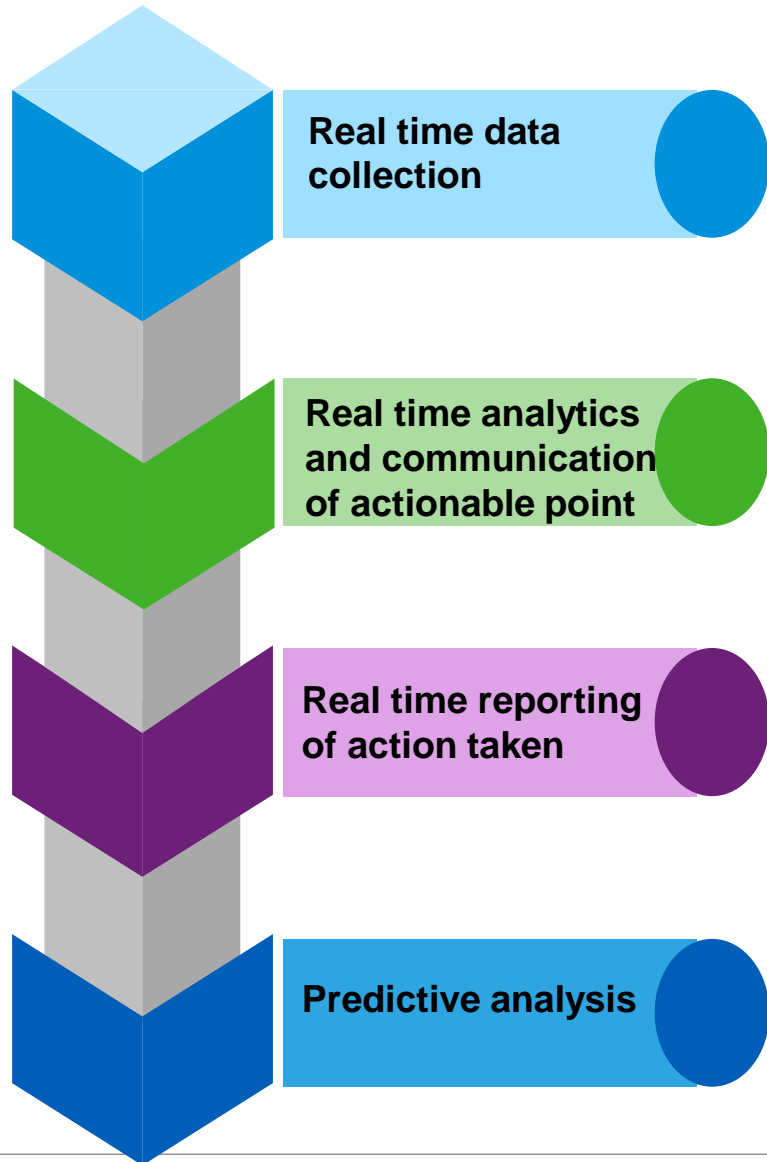 Real time data
collection
Real time analytics
and communication
of actionable point
Real time reporting
of action taken
Predictive analysis